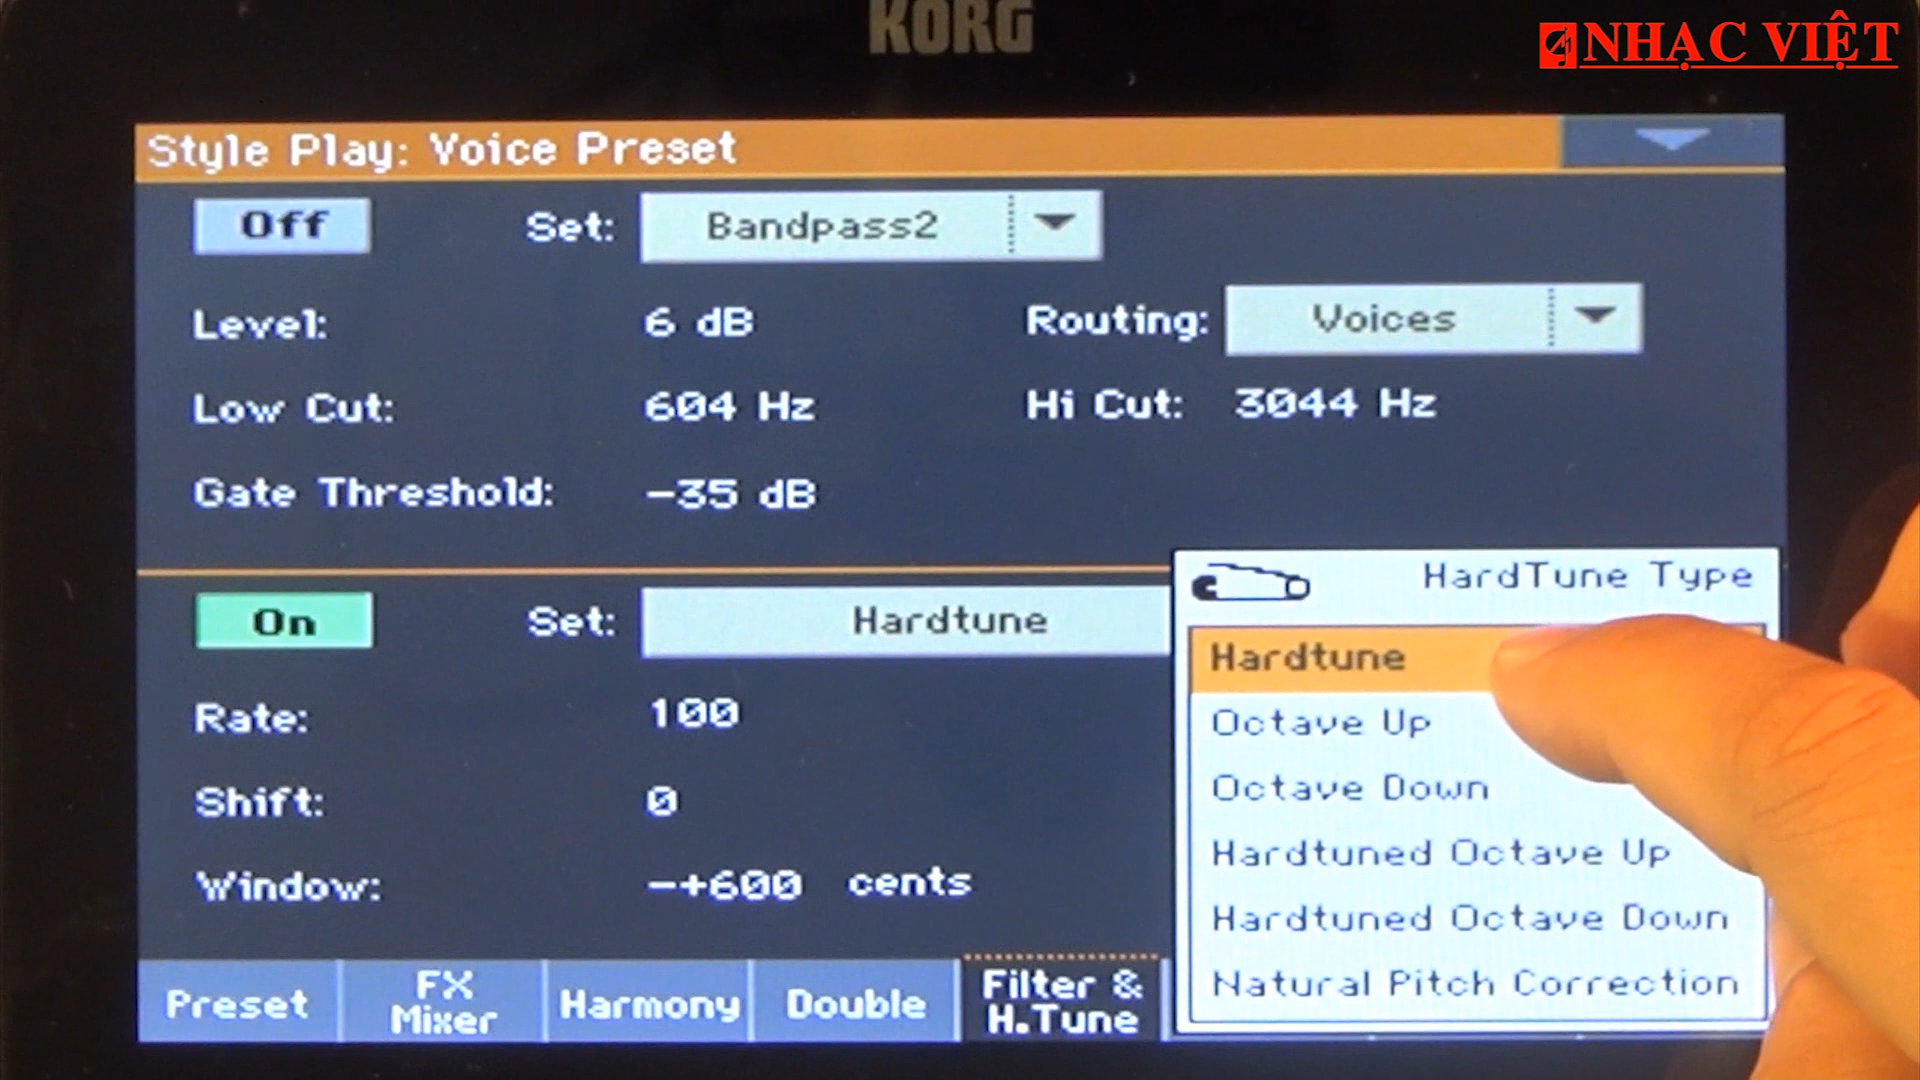 KORG
NHẠC VIỆT
Style Play: Voice Preset
Off Set: Bandpass2
Level: 6 dB Routing: Voices
Low Cut: 604 Hz Hi Cut: 3044 Hz
Gate Threshold: -35 dB
On Set: Hardtune
Rate: 100
Shift: 0
Window: -+600 cents
HardTune Type
Hardtune
Octave Up
Octave Down
Hardtuned Octave Up
Hardtuned Octave Down
Natural Pitch Correction
Preset
FX
Mixer
Harmony
Double
Filter &
H.Tune